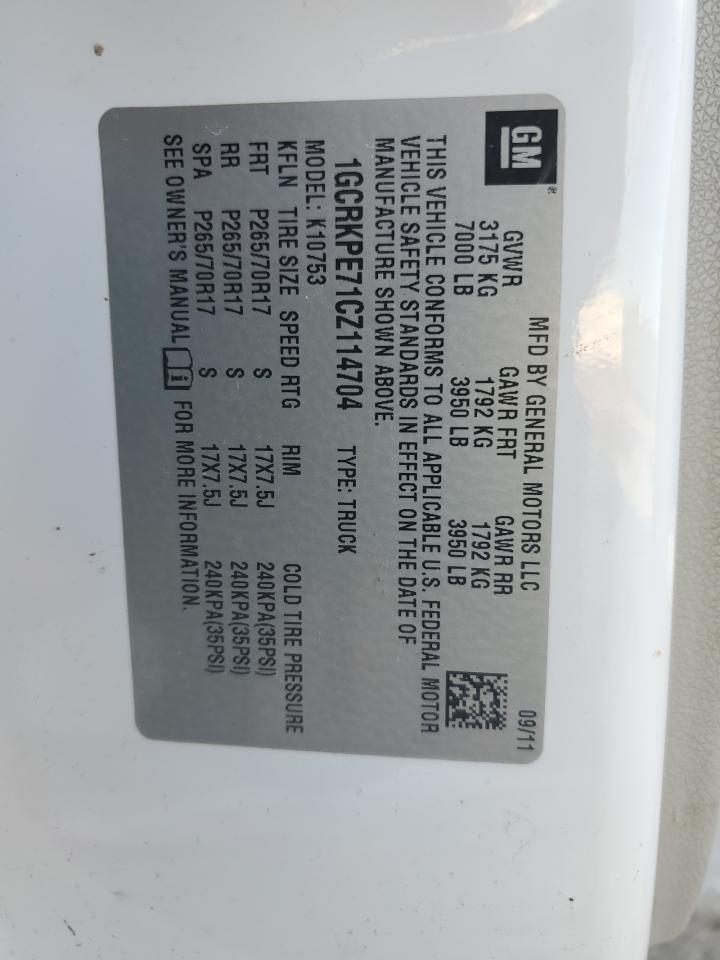 GM®
MFD BY GENERAL MOTORS LLC 09/11
GVWR GAWR FRT GAWR RR
3175 KG 1792 KG 1792 KG
7000 LB 3950 LB 3950 LB
THIS VEHICLE CONFORMS TO ALL APPLICABLE U.S. FEDERAL MOTOR
VEHICLE SAFETY STANDARDS IN EFFECT ON THE DATE OF
MANUFACTURE SHOWN ABOVE.
1GCRKPE71CZ114704 TYPE: TRUCK
MODEL: K10753
KFLN TIRE SIZE SPEED RTG RIM COLD TIRE PRESSURE
FRT P265/70R17 S 17X7.5J 240KPA(35PSI)
RR P265/70R17 S 17X7.5J 240KPA(35PSI)
SPA P265/70R17 S 17X7.5J 240KPA(35PSI)
SEE OWNER'S MANUAL FOR MORE INFORMATION.